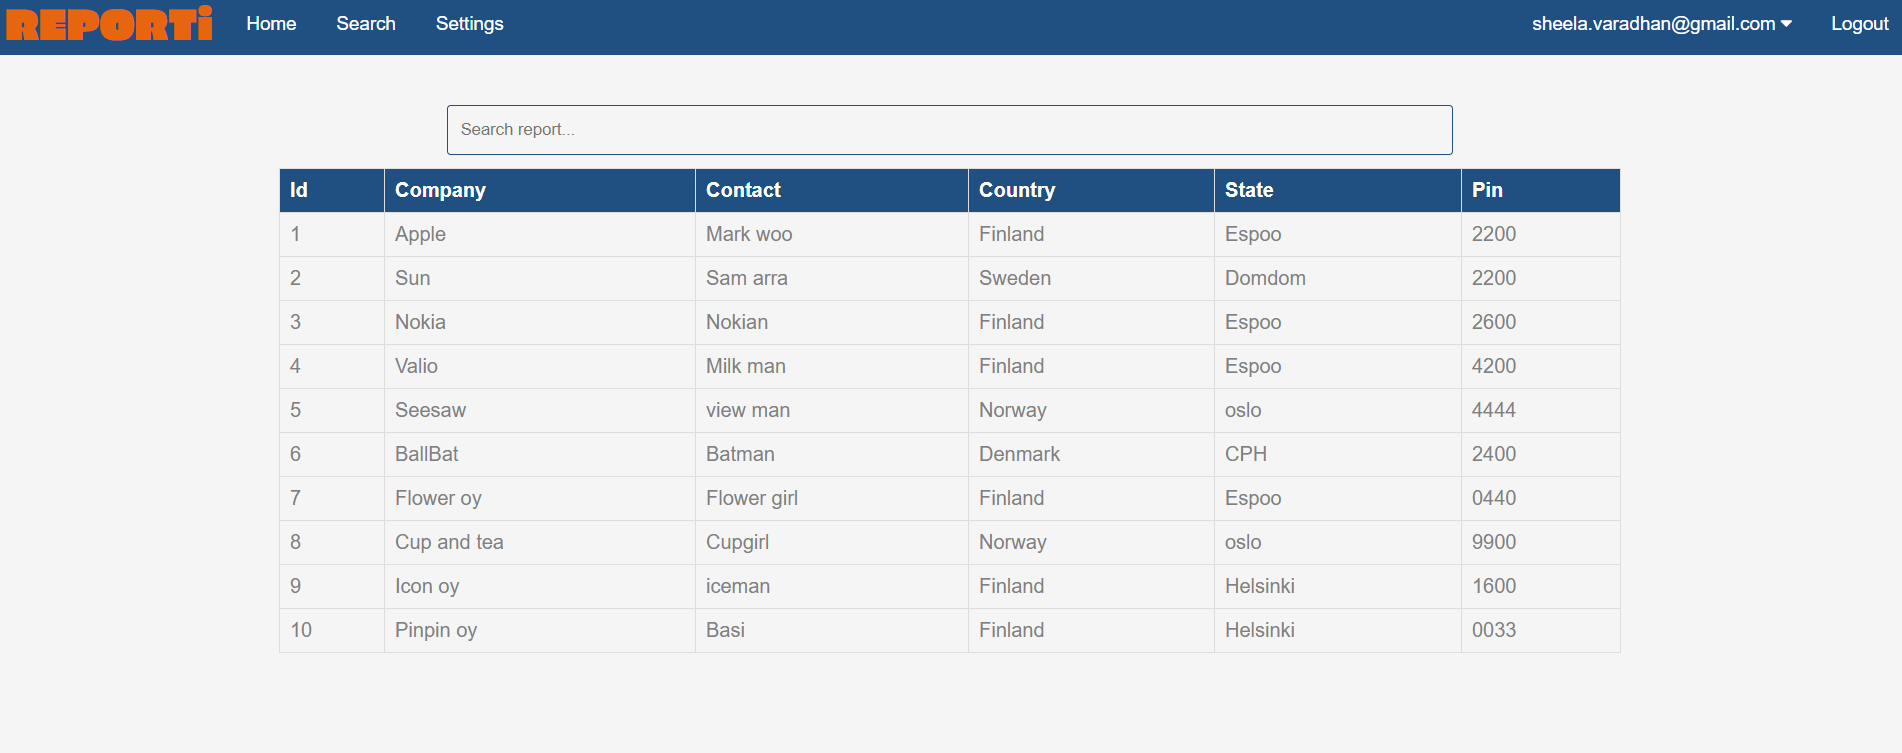 REPORTi Home Search Settings sheela.varadhan@gmail.com Logout
Search report...
Id Company Contact Country State Pin
1 Apple Mark woo Finland Espoo 2200
2 Sun Sam arra Sweden Domdom 2200
3 Nokia Nokian Finland Espoo 2600
4 Valio Milk man Finland Espoo 4200
5 Seesaw view man Norway oslo 4444
6 BallBat Batman Denmark CPH 2400
7 Flower oy Flower girl Finland Espoo 0440
8 Cup and tea Cupgirl Norway oslo 9900
9 Icon oy iceman Finland Helsinki 1600
10 Pinpin oy Basi Finland Helsinki 0033